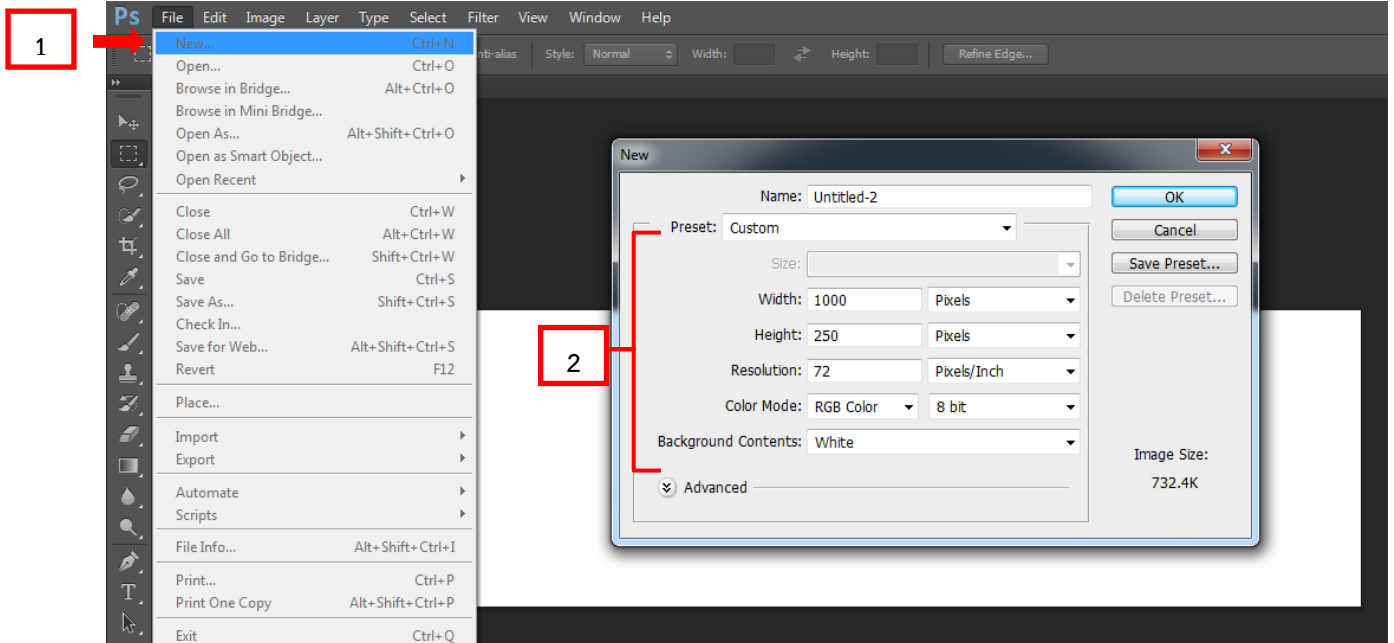 Ps File Edit Image Layer Type Select Filter View Window Help
1
New... Ctrl+N
nti-alias Style: Normal Width: Height: Refine Edge...
Open... Ctrl+O
Browse in Bridge... Alt+Ctrl+O
Browse in Mini Bridge...
Open As... Alt+Shift+Ctrl+O
Open as Smart Object...
Open Recent
Close Ctrl+W
Close All Alt+Ctrl+W
Close and Go to Bridge... Shift+Ctrl+W
Save Ctrl+S
Save As... Shift+Ctrl+S
Check In...
Save for Web... Alt+Shift+Ctrl+S
Revert F12
Place...
Import
Export
Automate
Scripts
File Info... Alt+Shift+Ctrl+I
Print... Ctrl+P
Print One Copy Alt+Shift+Ctrl+P
Exit Ctrl+Q
T
2
New
Name: Untitled-2 OK
Preset: Custom Cancel
Size: Save Preset...
Width: 1000 Pixels Delete Preset...
Height: 250 Pixels
Resolution: 72 Pixels/Inch
Color Mode: RGB Color 8 bit
Background Contents: White
Image Size:
Advanced 732.4K